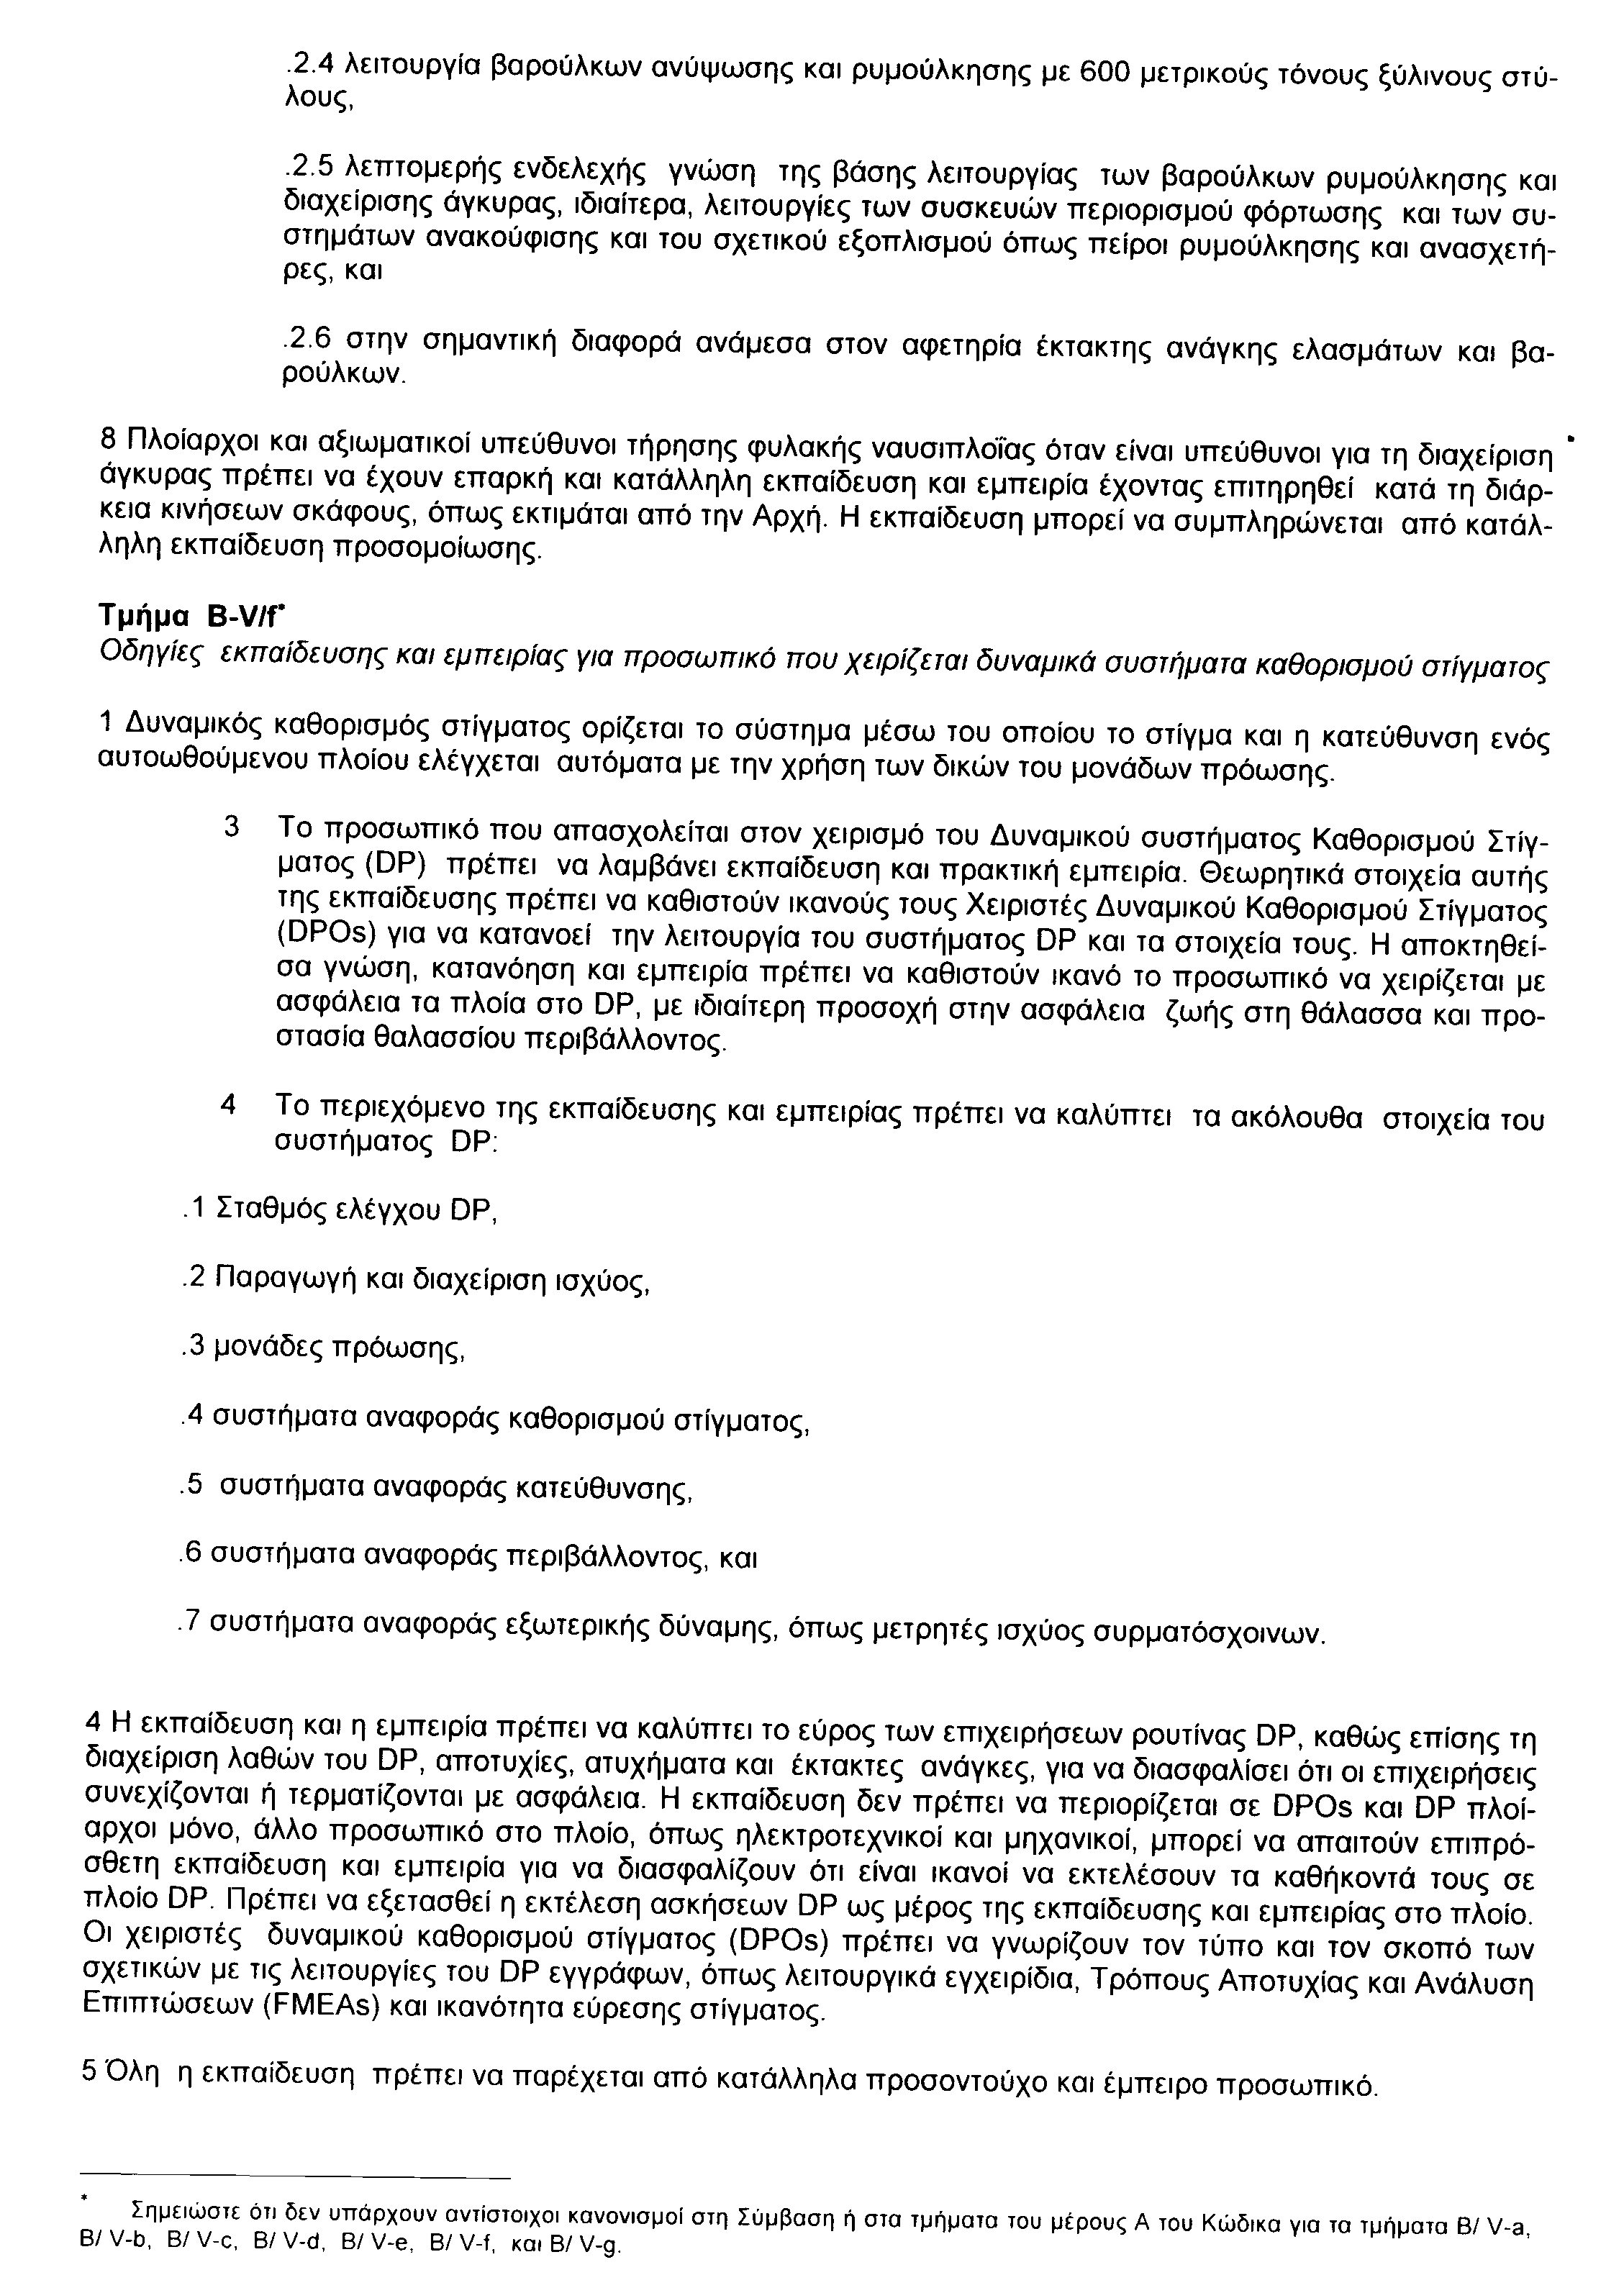 .2.4 λειτουργία βαρούλκων ανύψωσης και ρυμούλκησης με 600 μετρικούς τόνους ξύλινους στύ-
λους,
.2.5 λεπτομερής ενδελεχής γνώση της βάσης λειτουργίας των βαρούλκων ρυμούλκησης και
διαχείρισης άγκυρας, ιδιαίτερα, λειτουργίες των συσκευών περιορισμού φόρτωσης και των συ-
στημάτων ανακούφισης και του σχετικού εξοπλισμού όπως πείροι ρυμούλκησης και ανασχετή-
ρες, και
.2.6 στην σημαντική διαφορά ανάμεσα στον αφετηρία έκτακτης ανάγκης ελασμάτων και βα-
ρούλκων.
8 Πλοίαρχοι και αξιωματικοί υπεύθυνοι τήρησης φυλακής ναυσιπλοΐας όταν είναι υπεύθυνοι για τη διαχείριση
άγκυρας πρέπει να έχουν επαρκή και κατάλληλη εκπαίδευση και εμπειρία έχοντας επιτηρηθεί κατά τη διάρ-
κεια κινήσεων σκάφους, όπως εκτιμάται από την Αρχή. Η εκπαίδευση μπορεί να συμπληρώνεται από κατάλ-
ληλη εκπαίδευση προσομοίωσης.
Τμήμα B-V/f*
Οδηγίες εκπαίδευσης και εμπειρίας για προσωπικό που χειρίζεται δυναμικά συστήματα καθορισμού στίγματος
1 Δυναμικός καθορισμός στίγματος ορίζεται το σύστημα μέσω του οποίου το στίγμα και η κατεύθυνση ενός
αυτοωθούμενου πλοίου ελέγχεται αυτόματα με την χρήση των δικών του μονάδων πρόωσης.
3 Το προσωπικό που απασχολείται στον χειρισμό του Δυναμικού συστήματος Καθορισμού Στίγ-
ματος (DP) πρέπει να λαμβάνει εκπαίδευση και πρακτική εμπειρία. Θεωρητικά στοιχεία αυτής
της εκπαίδευσης πρέπει να καθιστούν ικανούς τους Χειριστές Δυναμικού Καθορισμού Στίγματος
(DPOs) για να κατανοεί την λειτουργία του συστήματος DP και τα στοιχεία τους. Η αποκτηθεί-
σα γνώση, κατανόηση και εμπειρία πρέπει να καθιστούν ικανό το προσωπικό να χειρίζεται με
ασφάλεια τα πλοία στο DP, με ιδιαίτερη προσοχή στην ασφάλεια ζωής στη θάλασσα και προ-
στασία θαλασσίου περιβάλλοντος.
4 Το περιεχόμενο της εκπαίδευσης και εμπειρίας πρέπει να καλύπτει τα ακόλουθα στοιχεία του
συστήματος DP:
.1 Σταθμός ελέγχου DP,
.2 Παραγωγή και διαχείριση ισχύος,
.3 μονάδες πρόωσης,
.4 συστήματα αναφοράς καθορισμού στίγματος,
.5 συστήματα αναφοράς κατεύθυνσης,
.6 συστήματα αναφοράς περιβάλλοντος, και
.7 συστήματα αναφοράς εξωτερικής δύναμης, όπως μετρητές ισχύος συρματόσχοινων.
4 Η εκπαίδευση και η εμπειρία πρέπει να καλύπτει το εύρος των επιχειρήσεων ρουτίνας DP, καθώς επίσης τη
διαχείριση λαθών του DP, αποτυχίες, ατυχήματα και έκτακτες ανάγκες, για να διασφαλίσει ότι οι επιχειρήσεις
συνεχίζονται ή τερματίζονται με ασφάλεια. Η εκπαίδευση δεν πρέπει να περιορίζεται σε DPOs και DP πλοί-
αρχοι μόνο, άλλο προσωπικό στο πλοίο, όπως ηλεκτροτεχνικοί και μηχανικοί, μπορεί να απαιτούν επιπρό-
σθετη εκπαίδευση και εμπειρία για να διασφαλίζουν ότι είναι ικανοί να εκτελέσουν τα καθήκοντά τους σε
πλοίο DP. Πρέπει να εξετασθεί η εκτέλεση ασκήσεων DP ως μέρος της εκπαίδευσης και εμπειρίας στο πλοίο.
Οι χειριστές δυναμικού καθορισμού στίγματος (DPOs) πρέπει να γνωρίζουν τον τύπο και τον σκοπό των
σχετικών με τις λειτουργίες του DP εγγράφων, όπως λειτουργικά εγχειρίδια, Τρόπους Αποτυχίας και Ανάλυση
Επιπτώσεων (FMEAs) και ικανότητα εύρεσης στίγματος.
5 Όλη η εκπαίδευση πρέπει να παρέχεται από κατάλληλα προσοντούχο και έμπειρο προσωπικό.
* Σημειώστε ότι δεν υπάρχουν αντίστοιχοι κανονισμοί στη Σύμβαση ή στα τμήματα του μέρους Α του Κώδικα για τα τμήματα B/ V-a,
B/ V-b, B/ V-c, B/ V-d, B/ V-e, B/ V-f, και B/ V-g.